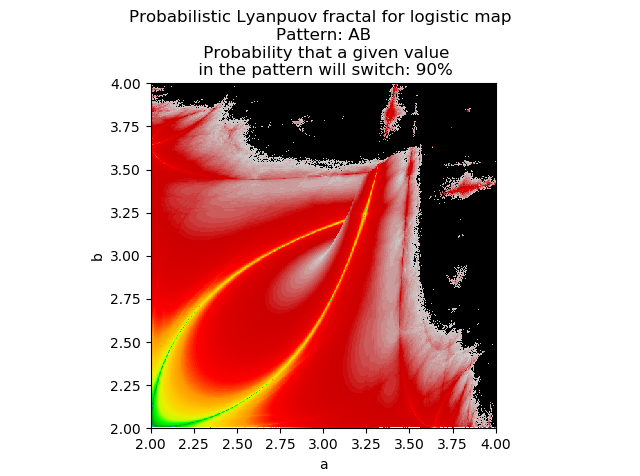 Probabilistic Lyanpuov fractal for logistic map
Pattern: AB
Probability that a given value
in the pattern will switch: 90%
4.00
3.75
3.50
3.25
3.00
2.75
2.50
2.25
2.00
b
2.00 2.25 2.50 2.75 3.00 3.25 3.50 3.75 4.00
a